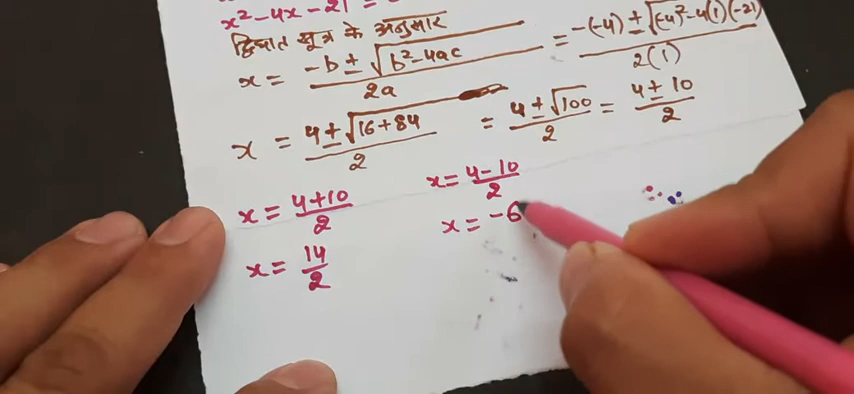 x² - 4x - 21 =
द्विघात सूत्र के अनुसार
x = (-b ± √(b² - 4ac))/(2a) = (-(-4) ± √((-4)² - 4(1)(-21)))/(2(1))
x = (4 ± √(16 + 84))/2 = (4 ± √100)/2 = (4 ± 10)/2
x = (4 + 10)/2
x = 14/2
x = (4 - 10)/2
x = -6